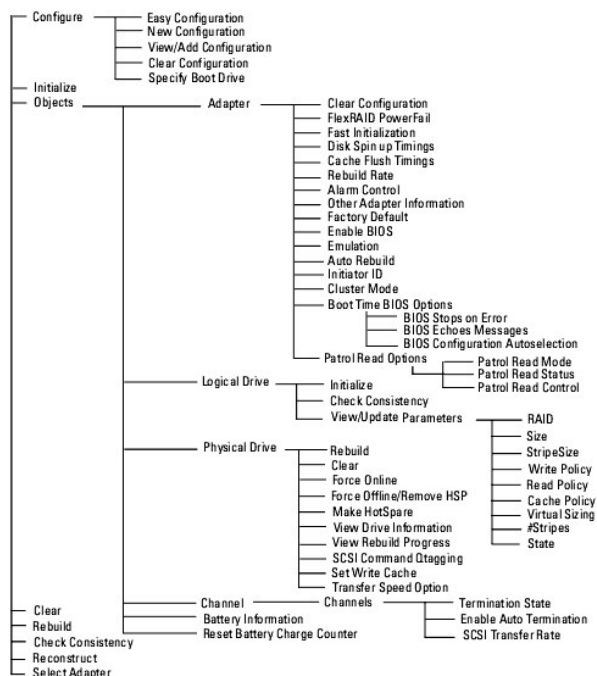 Configure
Easy Configuration
New Configuration
View/Add Configuration
Clear Configuration
Specify Boot Drive
Initialize
Objects
Adapter
Clear Configuration
FlexRAID PowerFail
Fast Initialization
Disk Spin up Timings
Cache Flush Timings
Rebuild Rate
Alarm Control
Other Adapter Information
Factory Default
Enable BIOS
Emulation
Auto Rebuild
Initiator ID
Cluster Mode
Boot Time BIOS Options
BIOS Stops on Error
BIOS Echoes Messages
BIOS Configuration Autoselection
Patrol Read Options
Patrol Read Mode
Patrol Read Status
Patrol Read Control
Logical Drive
Initialize
Check Consistency
View/Update Parameters
RAID
Size
StripeSize
Write Policy
Read Policy
Cache Policy
Virtual Sizing
#Stripes
State
Physical Drive
Rebuild
Clear
Force Online
Force Offline/Remove HSP
Make HotSpare
View Drive Information
View Rebuild Progress
SCSI Command Qtagging
Set Write Cache
Transfer Speed Option
Channel
Channels
Termination State
Enable Auto Termination
SCSI Transfer Rate
Battery Information
Reset Battery Charge Counter
Clear
Rebuild
Check Consistency
Reconstruct
Select Adapter